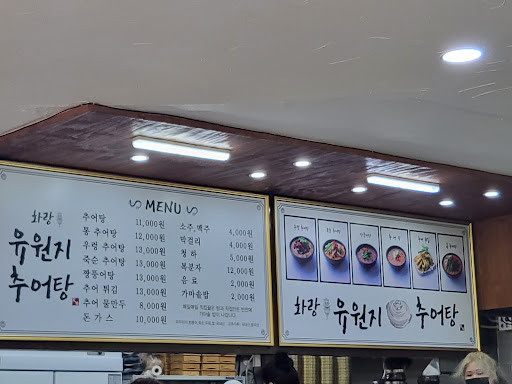 화랑
유원지
추어탕
MENU
추어탕 11,000원
통 추어탕 12,000원
우렁 추어탕 13,000원
죽순 추어탕 13,000원
짱뚱어탕 13,000원
추어 튀김 13,000원
추어 물만두 8,000원
돈가스 10,000원
소주, 맥주 4,000원
막걸리 4,000원
청하 5,000원
복분자 12,000원
음료 2,000원
가마솥밥 2,000원
화랑 유원지 추어탕